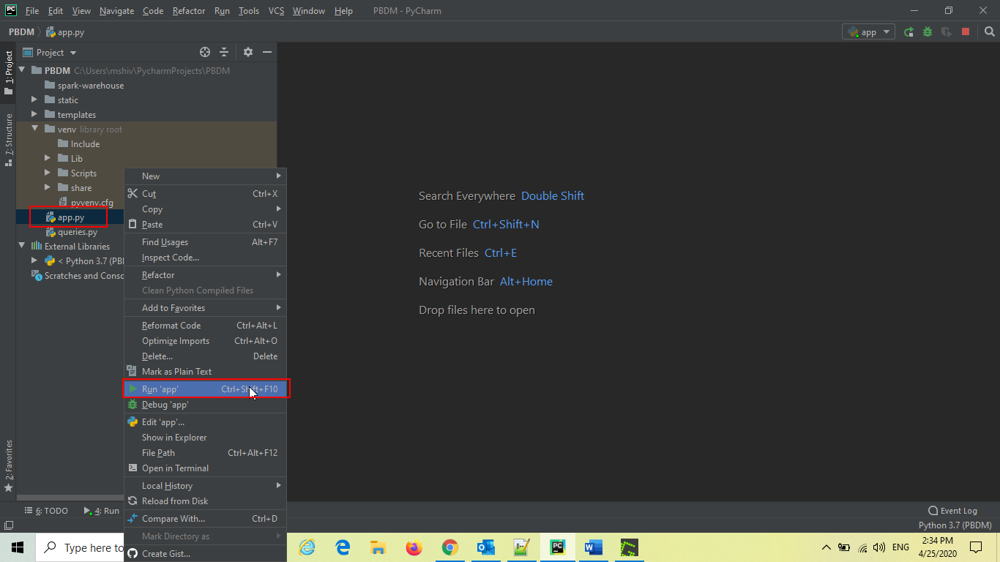 File Edit View Navigate Code Refactor Run Tools VCS Window Help PBDM - PyCharm
PBDM app.py app
1: Project
Project
PBDM C:\Users\mshiv\PycharmProjects\PBDM
spark-warehouse
static
templates
venv library root
Include
Lib
Scripts
share
pyvenv.cfg
app.py
queries.py
External Libraries
< Python 3.7 (PB
Scratches and Conso
7: Structure
2: Favorites
New
Cut Ctrl+X
Copy
Paste Ctrl+V
Find Usages Alt+F7
Inspect Code...
Refactor
Clean Python Compiled Files
Add to Favorites
Reformat Code Ctrl+Alt+L
Optimize Imports Ctrl+Alt+O
Delete... Delete
Mark as Plain Text
Run 'app' Ctrl+Shift+F10
Debug 'app'
Edit 'app'...
Show in Explorer
File Path Ctrl+Alt+F12
Open in Terminal
Local History
Reload from Disk
Compare With... Ctrl+D
Mark Directory as
Create Gist...
Search Everywhere Double Shift
Go to File Ctrl+Shift+N
Recent Files Ctrl+E
Navigation Bar Alt+Home
Drop files here to open
6: TODO 4: Run Event Log
Python 3.7 (PBDM)
Type here to
ENG
2:34 PM
4/25/2020